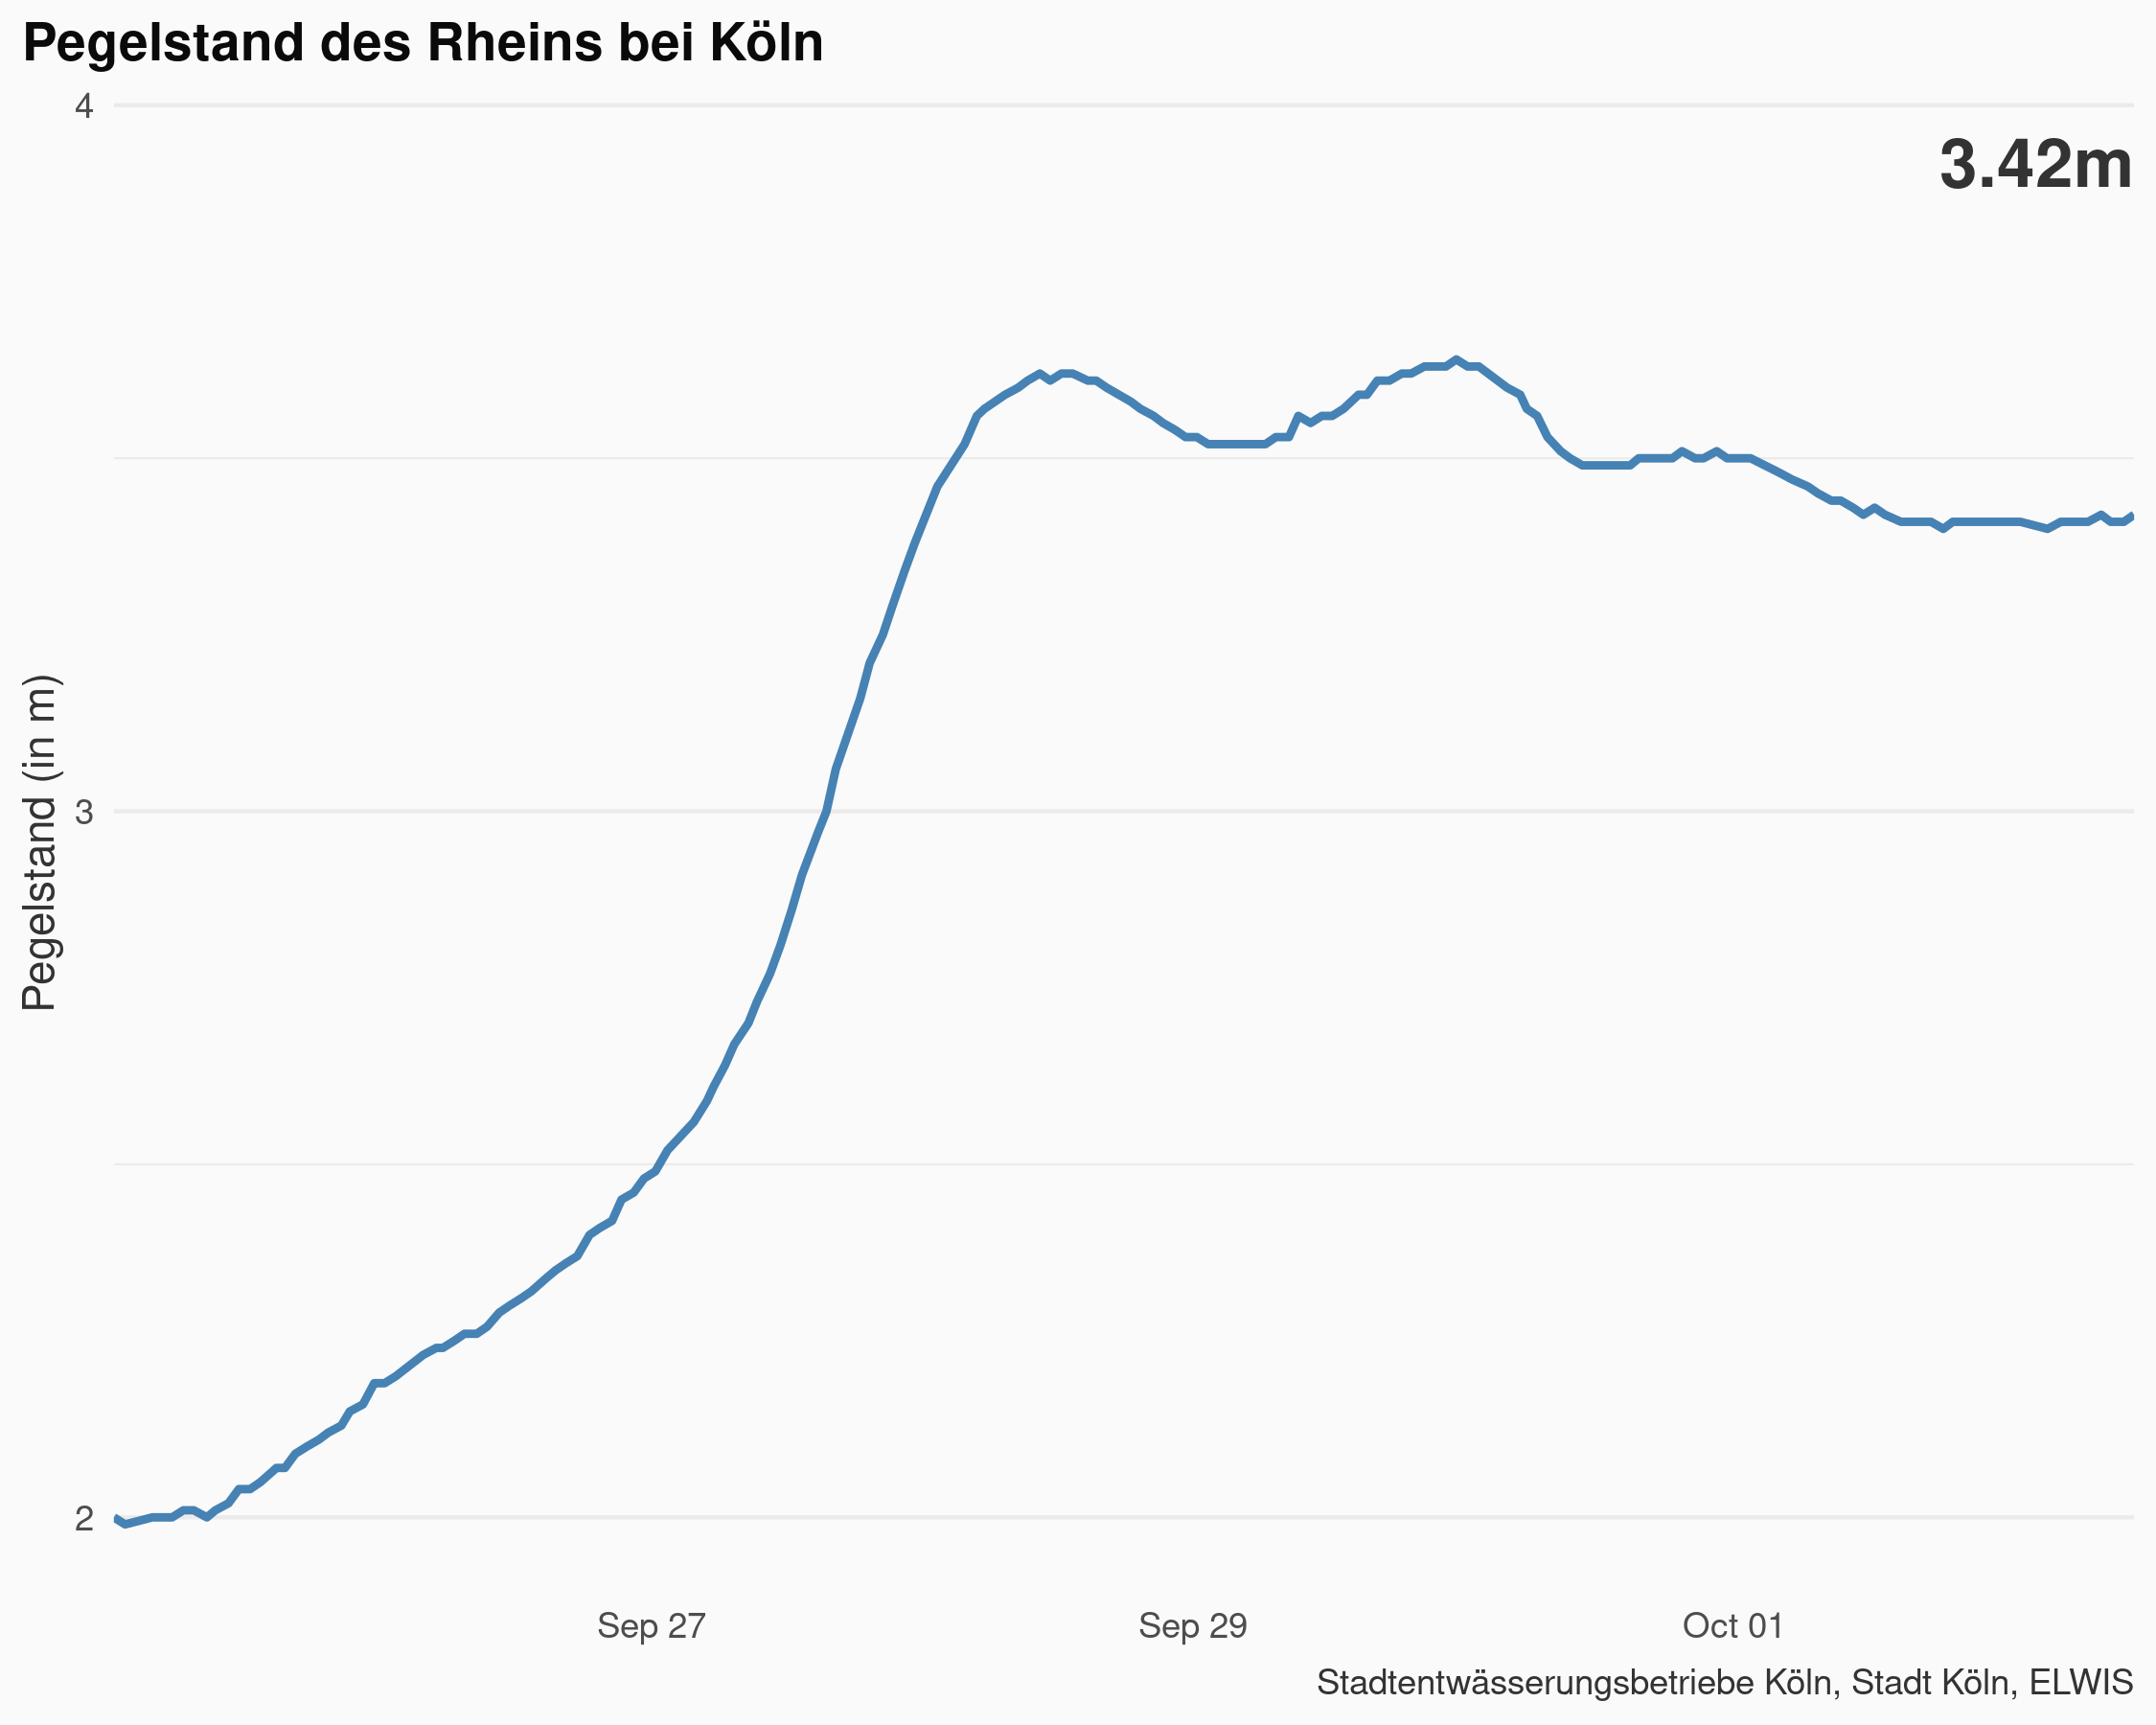 Pegelstand des Rheins bei Köln
4
3.42m
Pegelstand (in m)
3
2
Sep 27
Sep 29
Oct 01
Stadtentwässerungsbetriebe Köln, Stadt Köln, ELWIS